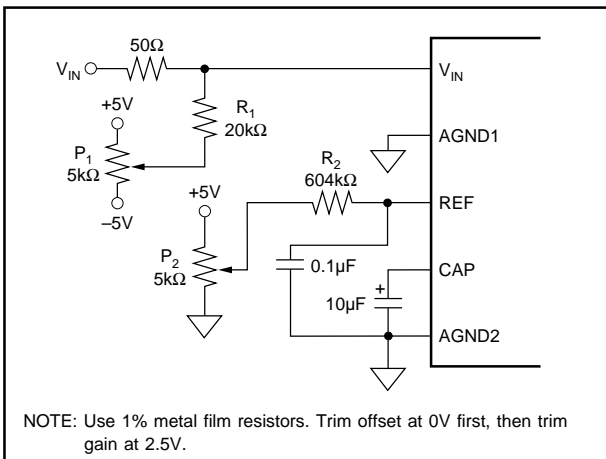 50Ω
V_IN
V_IN
+5V
R_1
20kΩ
AGND1
P_1
5kΩ
R_2
604kΩ
+5V
REF
–5V
P_2
5kΩ
0.1µF
CAP
+
10µF
AGND2
NOTE: Use 1% metal film resistors. Trim offset at 0V first, then trim
gain at 2.5V.